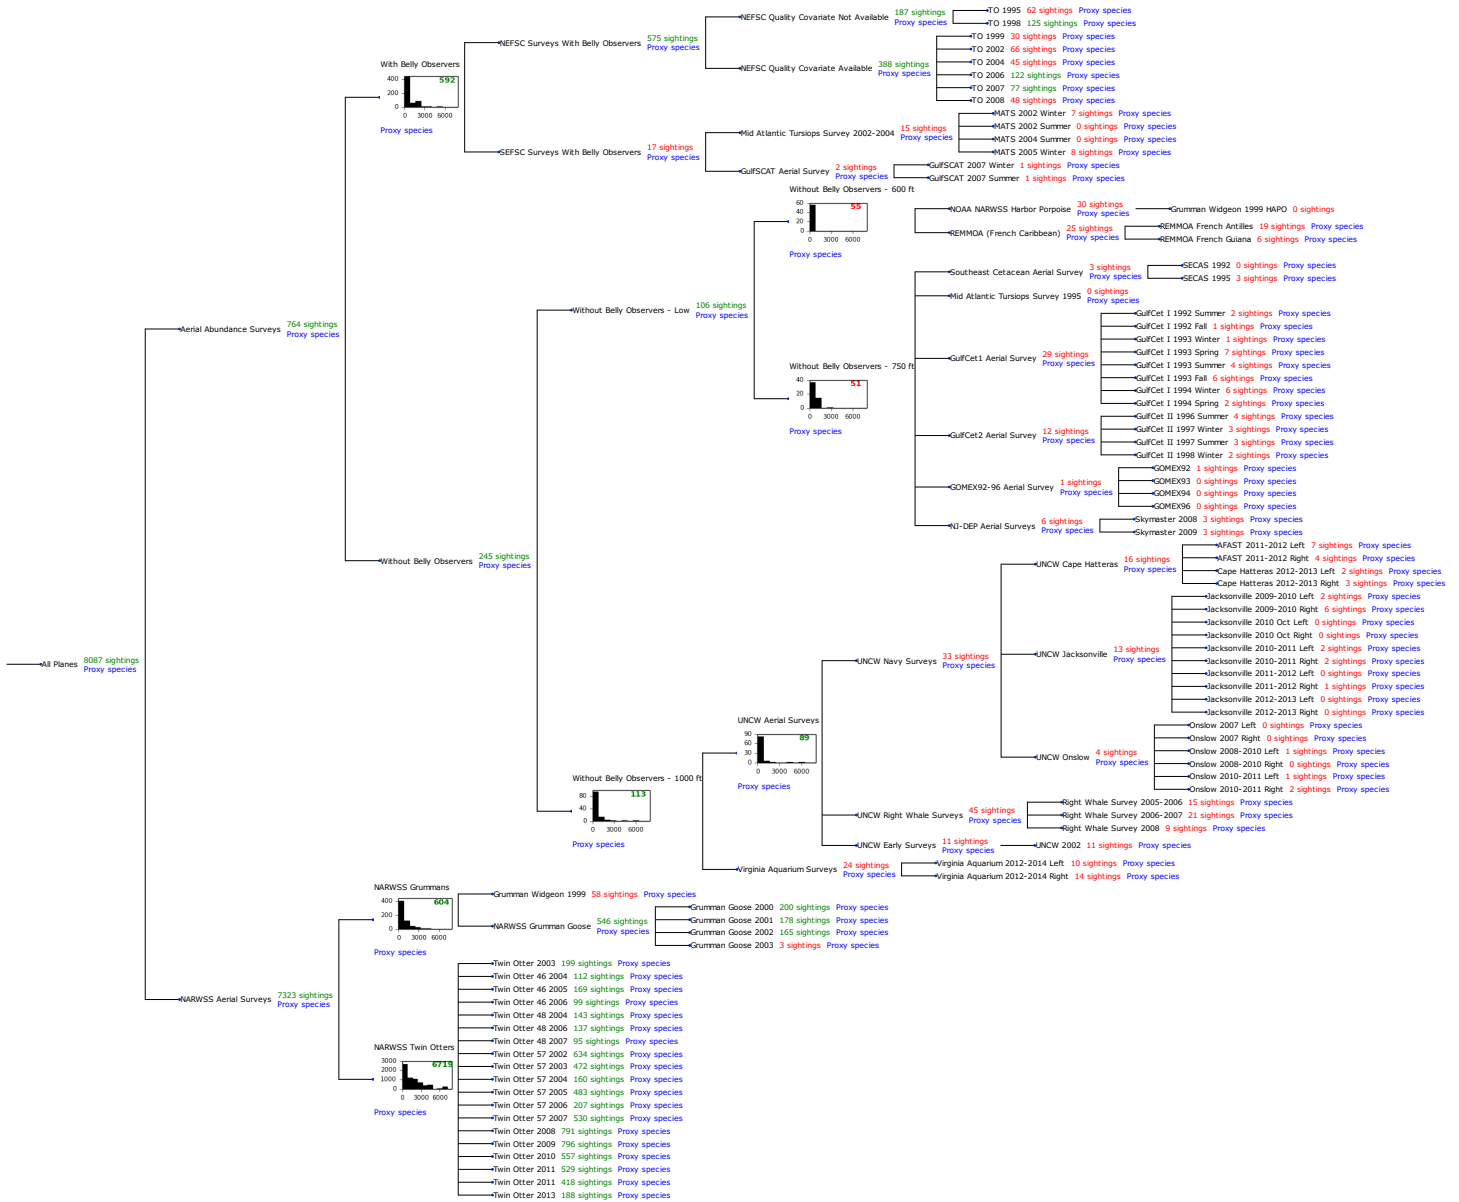 All Planes 8087 sightings
Proxy species
Aerial Abundance Surveys 764 sightings
Proxy species
With Belly Observers
592
400
200
0
0 3000 6000
Proxy species
NEFSC Surveys With Belly Observers 575 sightings
Proxy species
NEFSC Quality Covariate Not Available 187 sightings
Proxy species
TO 1995 62 sightings Proxy species
TO 1998 125 sightings Proxy species
NEFSC Quality Covariate Available 388 sightings
Proxy species
TO 1999 30 sightings Proxy species
TO 2002 66 sightings Proxy species
TO 2004 45 sightings Proxy species
TO 2006 122 sightings Proxy species
TO 2007 77 sightings Proxy species
TO 2008 48 sightings Proxy species
SEFSC Surveys With Belly Observers 17 sightings
Proxy species
Mid Atlantic Tursiops Survey 2002-2004 15 sightings
Proxy species
MATS 2002 Winter 7 sightings Proxy species
MATS 2002 Summer 0 sightings Proxy species
MATS 2004 Summer 0 sightings Proxy species
MATS 2005 Winter 8 sightings Proxy species
GulfSCAT Aerial Survey 2 sightings
Proxy species
GulfSCAT 2007 Winter 1 sightings Proxy species
GulfSCAT 2007 Summer 1 sightings Proxy species
Without Belly Observers 245 sightings
Proxy species
Without Belly Observers - Low 106 sightings
Proxy species
Without Belly Observers - 600 ft
55
60
40
20
0
0 3000 6000
Proxy species
NOAA NARWSS Harbor Porpoise 30 sightings
Proxy species
Grumman Widgeon 1999 HAPO 0 sightings
REMMOA (French Caribbean) 25 sightings
Proxy species
REMMOA French Antilles 19 sightings Proxy species
REMMOA French Guiana 6 sightings Proxy species
Without Belly Observers - 750 ft
51
40
20
0
0 3000 6000
Proxy species
Southeast Cetacean Aerial Survey 3 sightings
Proxy species
SECAS 1992 0 sightings Proxy species
SECAS 1995 3 sightings Proxy species
Mid Atlantic Tursiops Survey 1995 0 sightings
Proxy species
GulfCet1 Aerial Survey 29 sightings
Proxy species
GulfCet I 1992 Summer 2 sightings Proxy species
GulfCet I 1992 Fall 1 sightings Proxy species
GulfCet I 1993 Winter 1 sightings Proxy species
GulfCet I 1993 Spring 7 sightings Proxy species
GulfCet I 1993 Summer 4 sightings Proxy species
GulfCet I 1993 Fall 6 sightings Proxy species
GulfCet I 1994 Winter 6 sightings Proxy species
GulfCet I 1994 Spring 2 sightings Proxy species
GulfCet2 Aerial Survey 12 sightings
Proxy species
GulfCet II 1996 Summer 4 sightings Proxy species
GulfCet II 1997 Winter 3 sightings Proxy species
GulfCet II 1997 Summer 3 sightings Proxy species
GulfCet II 1998 Winter 2 sightings Proxy species
GOMEX92-96 Aerial Survey 1 sightings
Proxy species
GOMEX92 1 sightings Proxy species
GOMEX93 0 sightings Proxy species
GOMEX94 0 sightings Proxy species
GOMEX96 0 sightings Proxy species
NJ-DEP Aerial Surveys 6 sightings
Proxy species
Skymaster 2008 3 sightings Proxy species
Skymaster 2009 3 sightings Proxy species
Without Belly Observers - 1000 ft
113
80
40
0
0 3000 6000
Proxy species
UNCW Aerial Surveys
89
90
60
30
0
0 3000 6000
Proxy species
UNCW Navy Surveys 33 sightings
Proxy species
UNCW Cape Hatteras 16 sightings
Proxy species
AFAST 2011-2012 Left 7 sightings Proxy species
AFAST 2011-2012 Right 4 sightings Proxy species
Cape Hatteras 2012-2013 Left 2 sightings Proxy species
Cape Hatteras 2012-2013 Right 3 sightings Proxy species
UNCW Jacksonville 13 sightings
Proxy species
Jacksonville 2009-2010 Left 2 sightings Proxy species
Jacksonville 2009-2010 Right 6 sightings Proxy species
Jacksonville 2010 Oct Left 0 sightings Proxy species
Jacksonville 2010 Oct Right 0 sightings Proxy species
Jacksonville 2010-2011 Left 2 sightings Proxy species
Jacksonville 2010-2011 Right 2 sightings Proxy species
Jacksonville 2011-2012 Left 0 sightings Proxy species
Jacksonville 2011-2012 Right 1 sightings Proxy species
Jacksonville 2012-2013 Left 0 sightings Proxy species
Jacksonville 2012-2013 Right 0 sightings Proxy species
UNCW Onslow 4 sightings
Proxy species
Onslow 2007 Left 0 sightings Proxy species
Onslow 2007 Right 0 sightings Proxy species
Onslow 2008-2010 Left 1 sightings Proxy species
Onslow 2008-2010 Right 0 sightings Proxy species
Onslow 2010-2011 Left 1 sightings Proxy species
Onslow 2010-2011 Right 2 sightings Proxy species
UNCW Right Whale Surveys 45 sightings
Proxy species
Right Whale Survey 2005-2006 15 sightings Proxy species
Right Whale Survey 2006-2007 21 sightings Proxy species
Right Whale Survey 2008 9 sightings Proxy species
UNCW Early Surveys 11 sightings
Proxy species
UNCW 2002 11 sightings Proxy species
Virginia Aquarium Surveys 24 sightings
Proxy species
Virginia Aquarium 2012-2014 Left 10 sightings Proxy species
Virginia Aquarium 2012-2014 Right 14 sightings Proxy species
NARWSS Aerial Surveys 7323 sightings
Proxy species
NARWSS Grummans
604
400
200
0
0 3000 6000
Proxy species
Grumman Widgeon 1999 58 sightings Proxy species
NARWSS Grumman Goose 546 sightings
Proxy species
Grumman Goose 2000 200 sightings Proxy species
Grumman Goose 2001 178 sightings Proxy species
Grumman Goose 2002 165 sightings Proxy species
Grumman Goose 2003 3 sightings Proxy species
NARWSS Twin Otters
6719
3000
2000
1000
0
0 3000 6000
Proxy species
Twin Otter 2003 199 sightings Proxy species
Twin Otter 46 2004 112 sightings Proxy species
Twin Otter 46 2005 169 sightings Proxy species
Twin Otter 46 2006 99 sightings Proxy species
Twin Otter 48 2004 143 sightings Proxy species
Twin Otter 48 2006 137 sightings Proxy species
Twin Otter 48 2007 95 sightings Proxy species
Twin Otter 57 2002 634 sightings Proxy species
Twin Otter 57 2003 472 sightings Proxy species
Twin Otter 57 2004 160 sightings Proxy species
Twin Otter 57 2005 483 sightings Proxy species
Twin Otter 57 2006 207 sightings Proxy species
Twin Otter 57 2007 530 sightings Proxy species
Twin Otter 2008 791 sightings Proxy species
Twin Otter 2009 796 sightings Proxy species
Twin Otter 2010 557 sightings Proxy species
Twin Otter 2011 529 sightings Proxy species
Twin Otter 2011 418 sightings Proxy species
Twin Otter 2013 188 sightings Proxy species